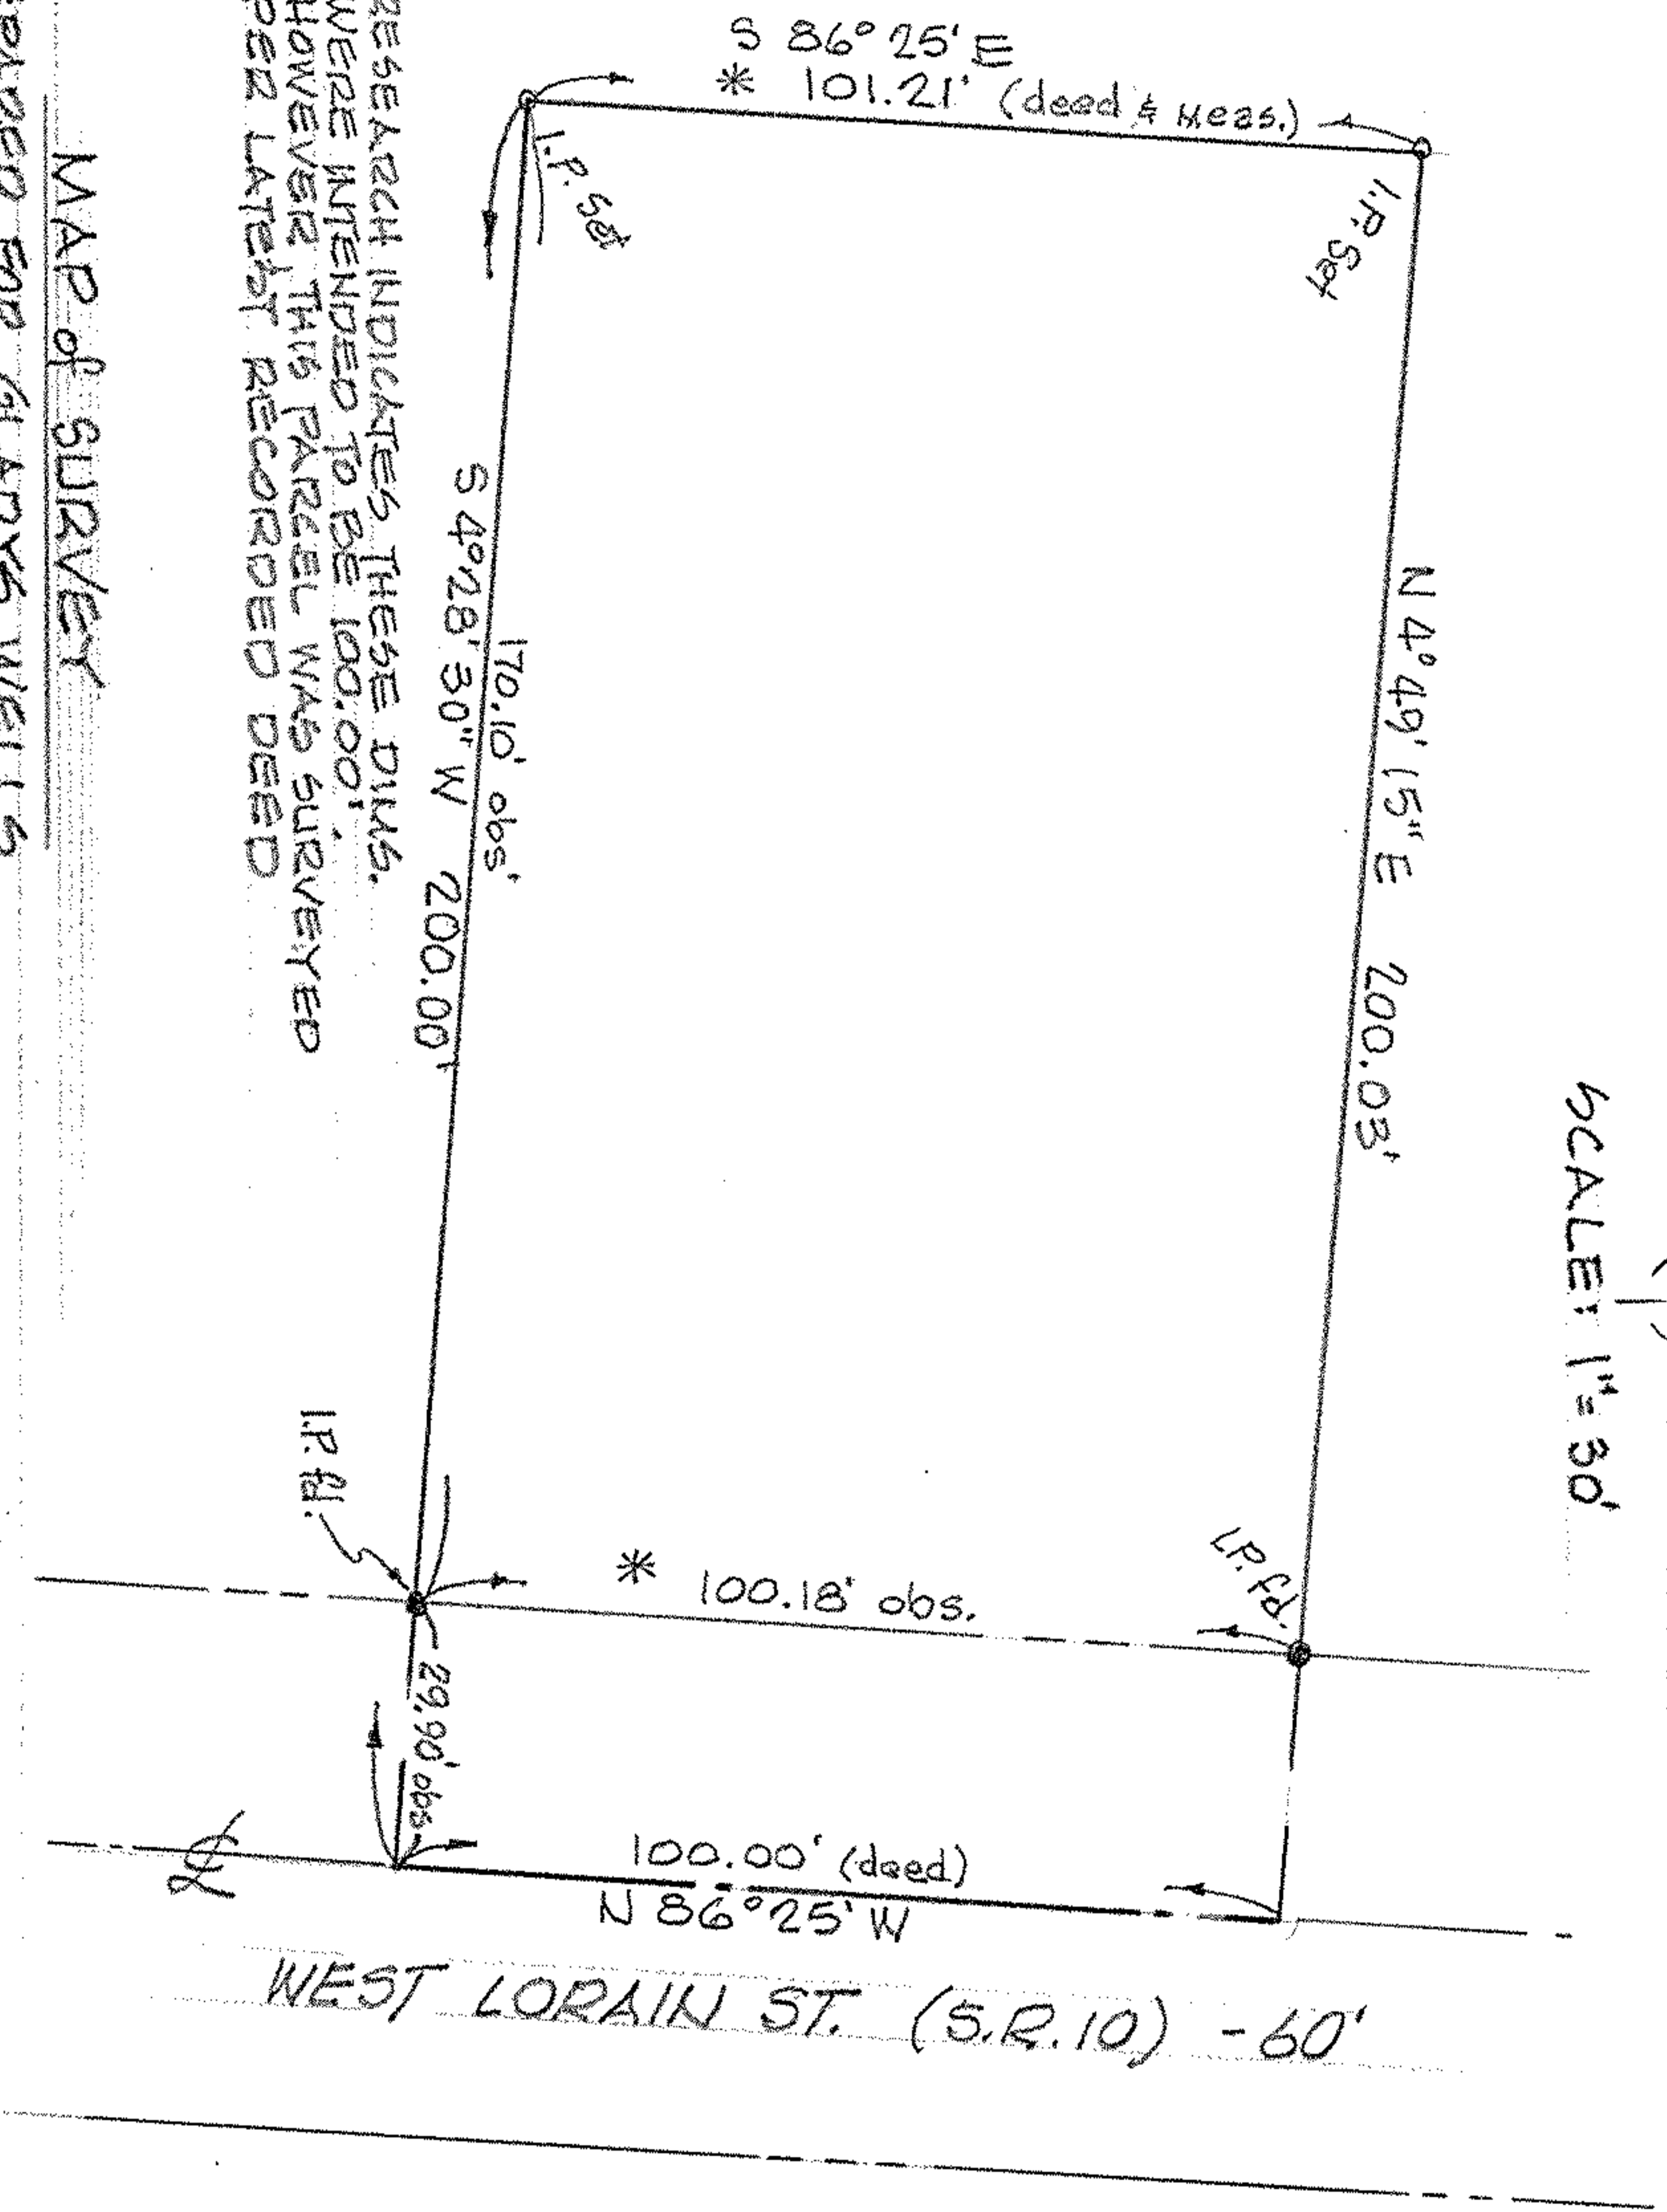 S 86° 25' E
* 101.21' (deed & Meas.)
I.P. Set
I.P. Set
N 4° 49' 15" E 200.03'
170.10' obs'
S 4° 28' 30" W 200.00'
SCALE: 1" = 30'
RESEARCH INDICATES THESE DIMS.
WERE INTENDED TO BE 100.00'.
HOWEVER THIS PARCEL WAS SURVEYED
PER LATEST RECORDED DEED
MAP of SURVEY
FOR GLADYS WELLS
I.P. fd.
I.P. fd.
* 100.18' obs.
29.90' obs.
100.00' (deed)
N 86° 25' W
℄
WEST LORAIN ST. (S.R. 10) - 60'